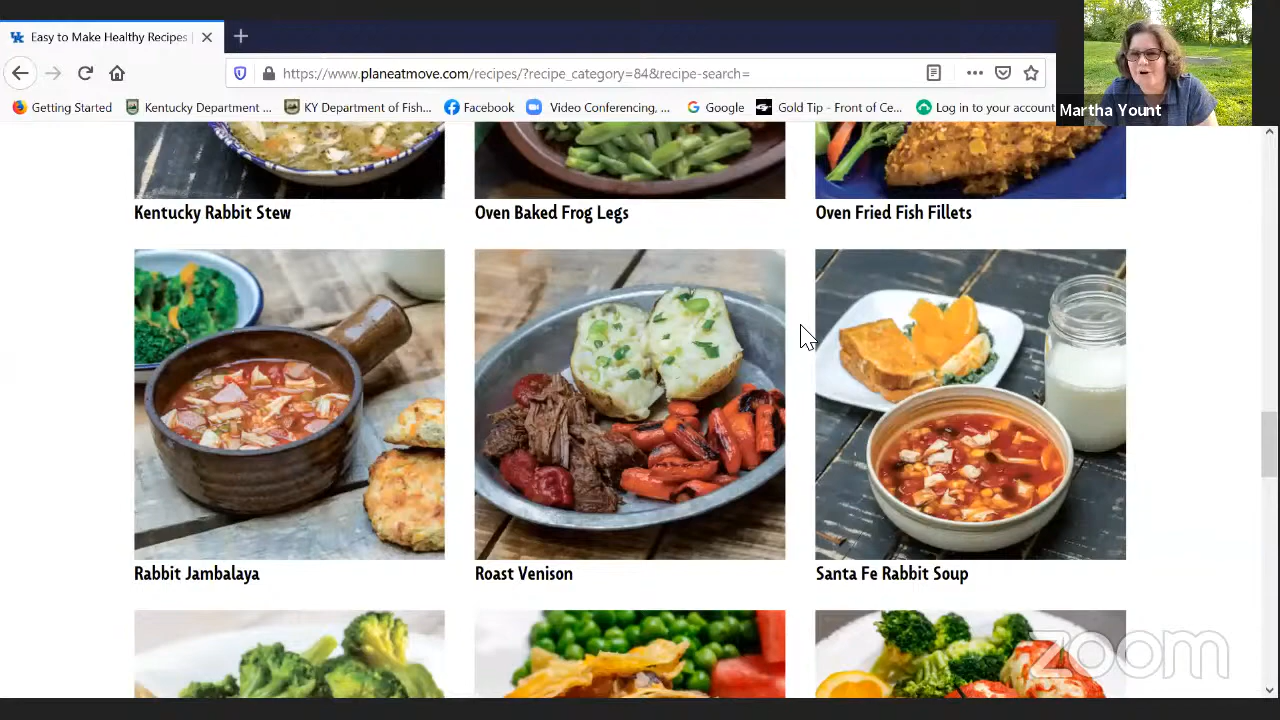 Easy to Make Healthy Recipes
https://www.planeatmove.com/recipes/?recipe_category=84&recipe-search=
Getting Started
Kentucky Department ...
KY Department of Fish...
Facebook
Video Conferencing, ...
Google
Gold Tip - Front of Ce...
Log in to your account
Martha Yount
Kentucky Rabbit Stew
Oven Baked Frog Legs
Oven Fried Fish Fillets
Rabbit Jambalaya
Roast Venison
Santa Fe Rabbit Soup
zoom